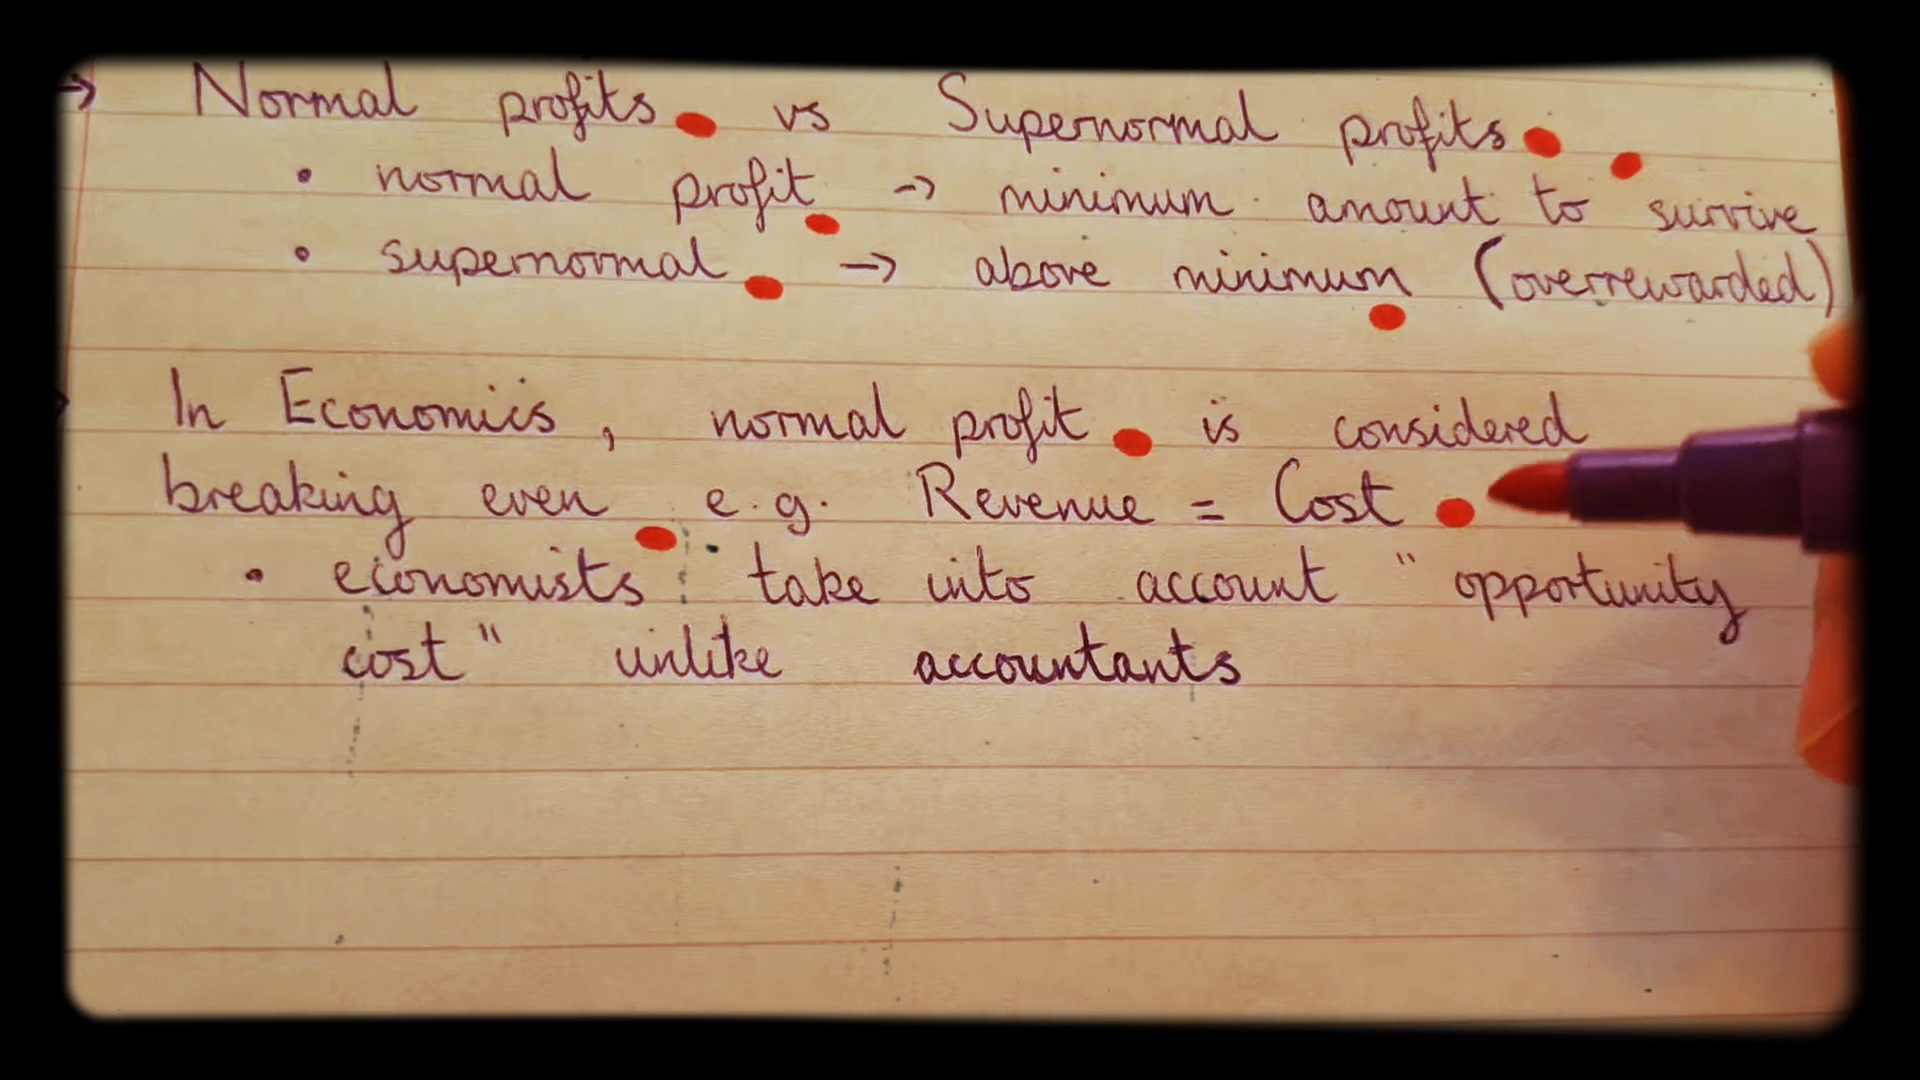 → Normal profits vs Supernormal profits
• normal profit → minimum amount to survive
• supernormal → above minimum (overrewarded)
In Economics, normal profit is considered
breaking even e.g. Revenue = Cost
• economists take into account "opportunity
cost" unlike accountants